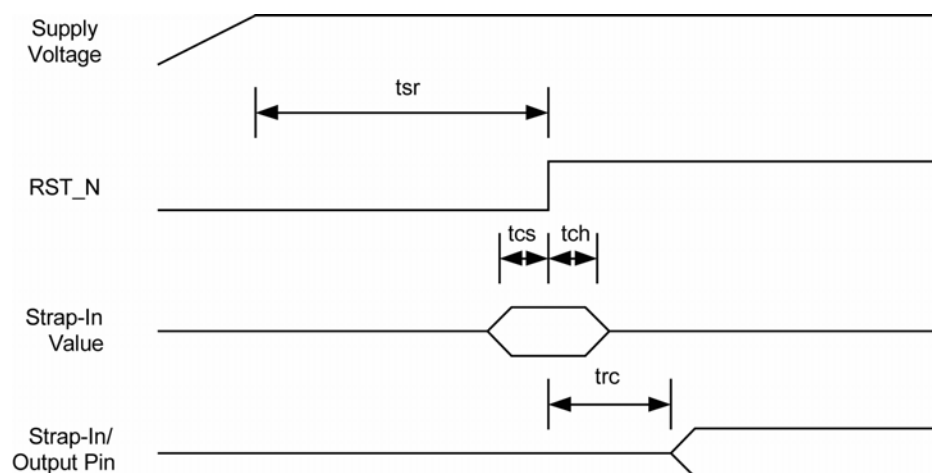 Supply
Voltage
tsr
RST_N
tcs
tch
Strap-In
Value
trc
Strap-In/
Output Pin